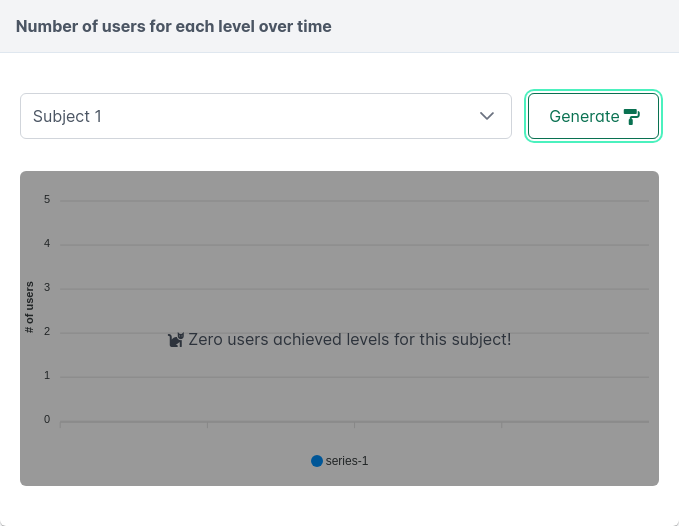 Number of users for each level over time
Subject 1
Generate
5
4
3
2
1
0
# of users
Zero users achieved levels for this subject!
series-1